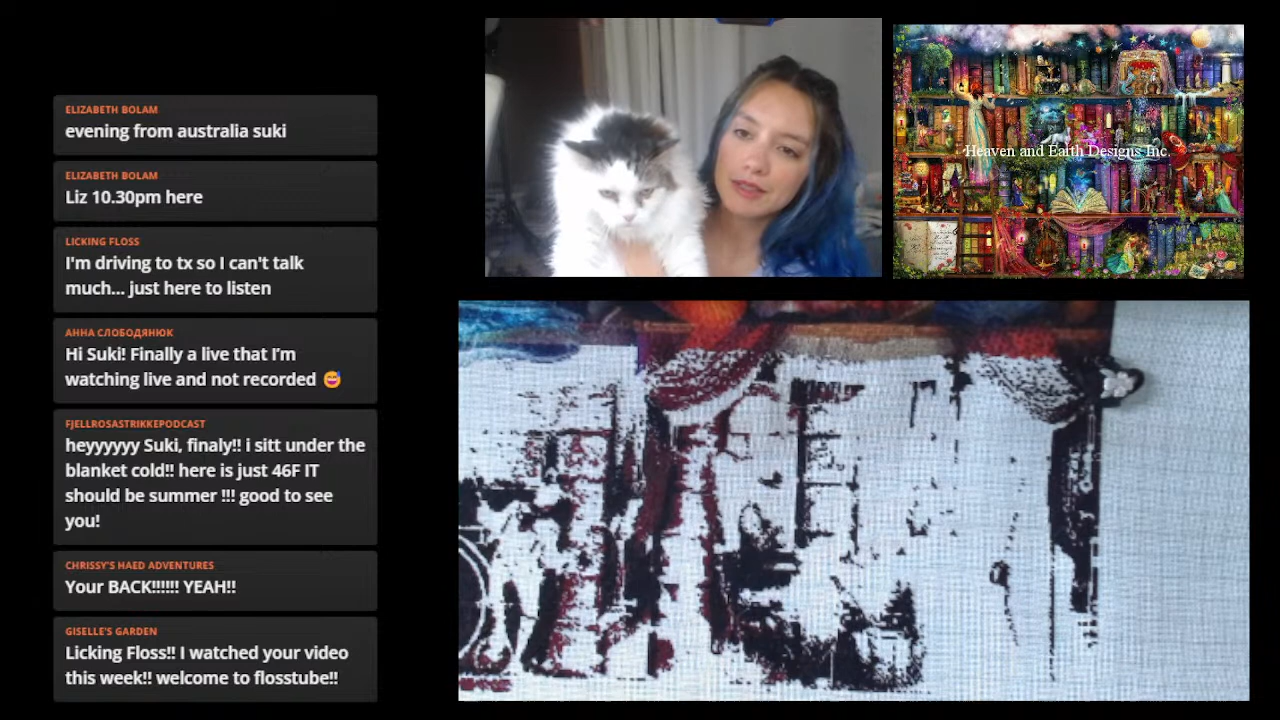 ELIZABETH BOLAM
evening from australia suki
ELIZABETH BOLAM
Liz 10.30pm here
LICKING FLOSS
I'm driving to tx so I can't talk
much... just here to listen
АННА СЛОБОДЯНЮК
Hi Suki! Finally a live that I'm
watching live and not recorded 😅
FJELLROSASTRIKKEPODCAST
heyyyyyy Suki, finaly!! i sitt under the
blanket cold!! here is just 46F IT
should be summer !!! good to see
you!
CHRISSY'S HAED ADVENTURES
Your BACK!!!!!! YEAH!!
GISELLE'S GARDEN
Licking Floss!! I watched your video
this week!! welcome to flosstube!!
Heaven and Earth Designs Inc.